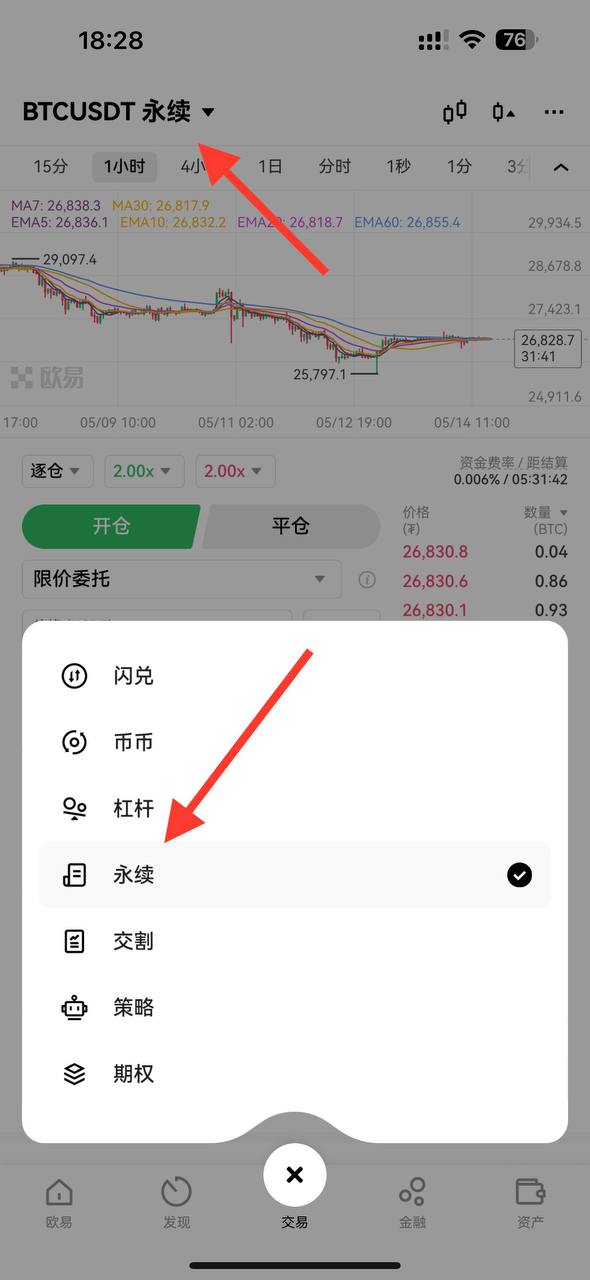 18:28
76
BTCUSDT 永续
15分 1小时 4小 1日 分时 1秒 1分 3分
MA7: 26,838.3 MA30: 26,817.9
EMA5: 26,836.1 EMA10: 26,832.2 EMA20: 26,818.7 EMA60: 26,855.4
29,934.5
29,097.4
28,678.8
27,423.1
26,828.7
31:41
25,797.1
欧易
24,911.6
17:00 05/09 10:00 05/11 02:00 05/12 19:00 05/14 11:00
逐仓 2.00x 2.00x
资金费率 / 距结算
0.006% / 05:31:42
开仓 平仓
价格 数量
(₮) (BTC)
限价委托
26,830.8 0.04
26,830.6 0.86
26,830.1 0.93
闪兑
币币
杠杆
永续
交割
策略
期权
欧易 发现 交易 金融 资产